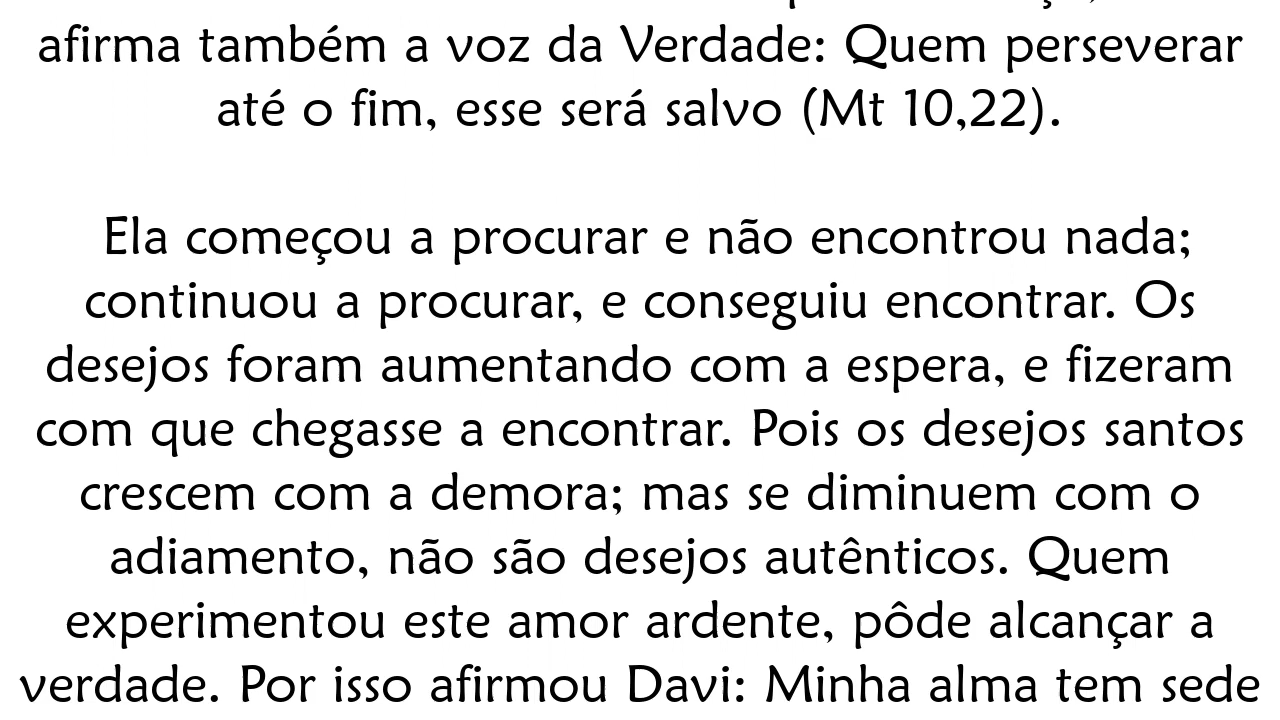 afirma também a voz da Verdade: Quem perseverar
até o fim, esse será salvo (Mt 10,22).
Ela começou a procurar e não encontrou nada;
continuou a procurar, e conseguiu encontrar. Os
desejos foram aumentando com a espera, e fizeram
com que chegasse a encontrar. Pois os desejos santos
crescem com a demora; mas se diminuem com o
adiamento, não são desejos autênticos. Quem
experimentou este amor ardente, pôde alcançar a
verdade. Por isso afirmou Davi: Minha alma tem sede